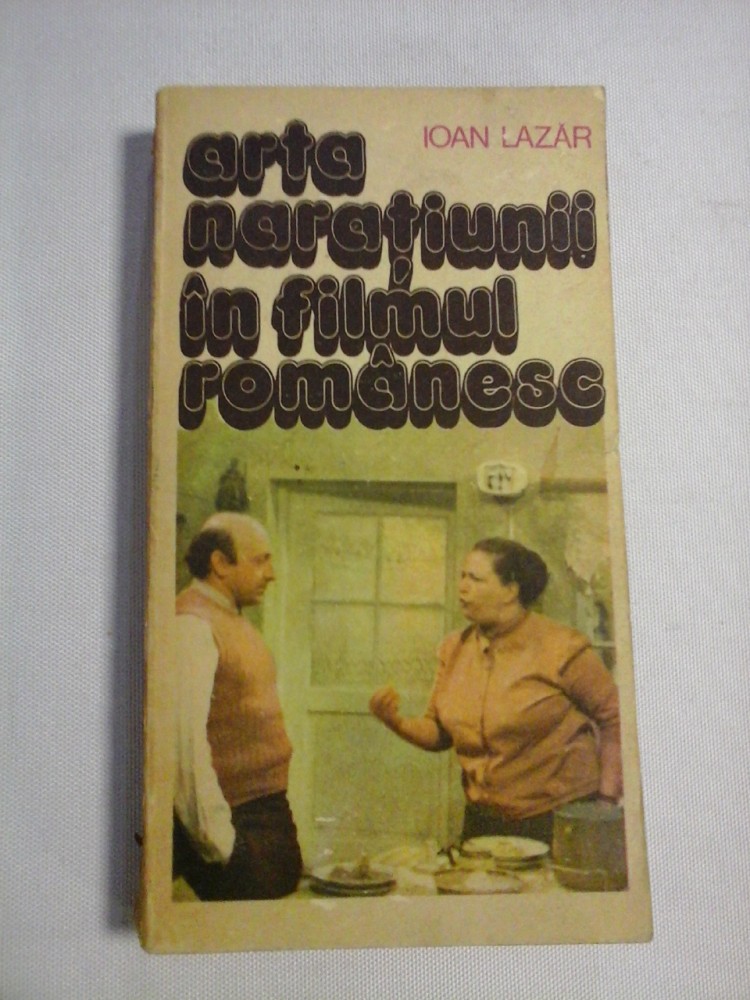 IOAN LAZĂR
arta
narațiunii
în filmul
românesc